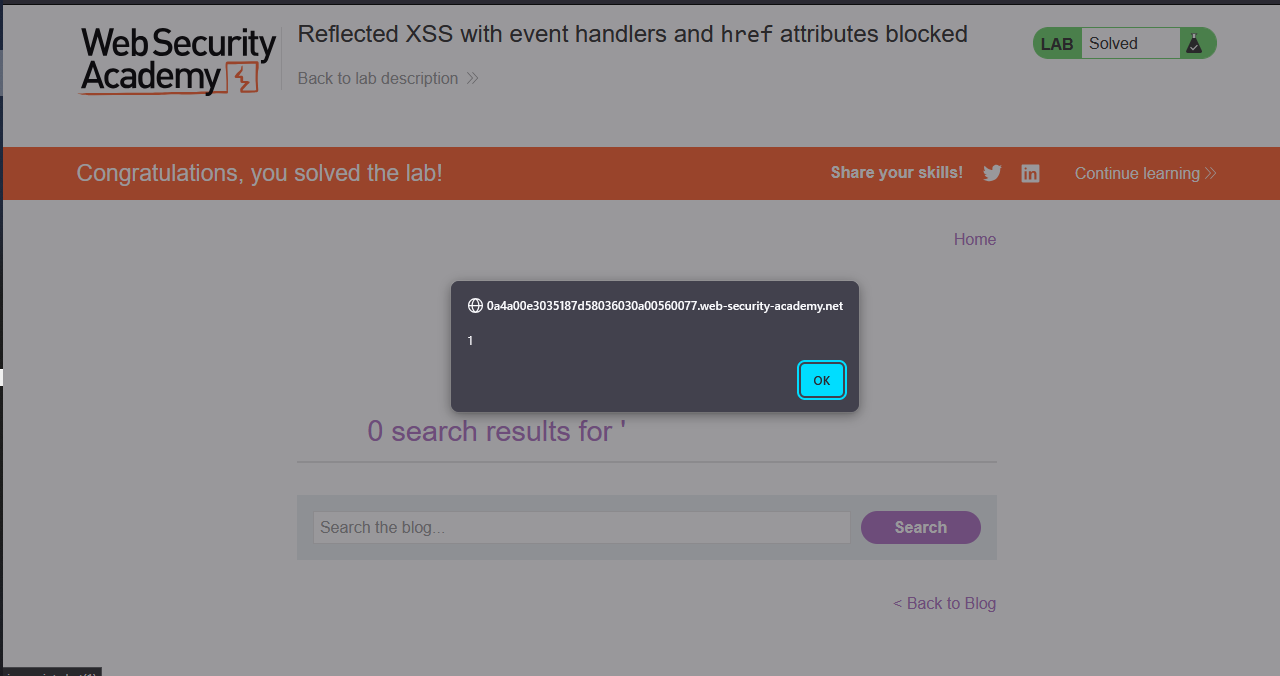 Web Security
Academy
Reflected XSS with event handlers and href attributes blocked
Back to lab description
LAB Solved
Congratulations, you solved the lab!
Share your skills!
Continue learning
Home
0a4a00e3035187d58036030a00560077.web-security-academy.net
1
OK
0 search results for '
Search the blog...
Search
< Back to Blog